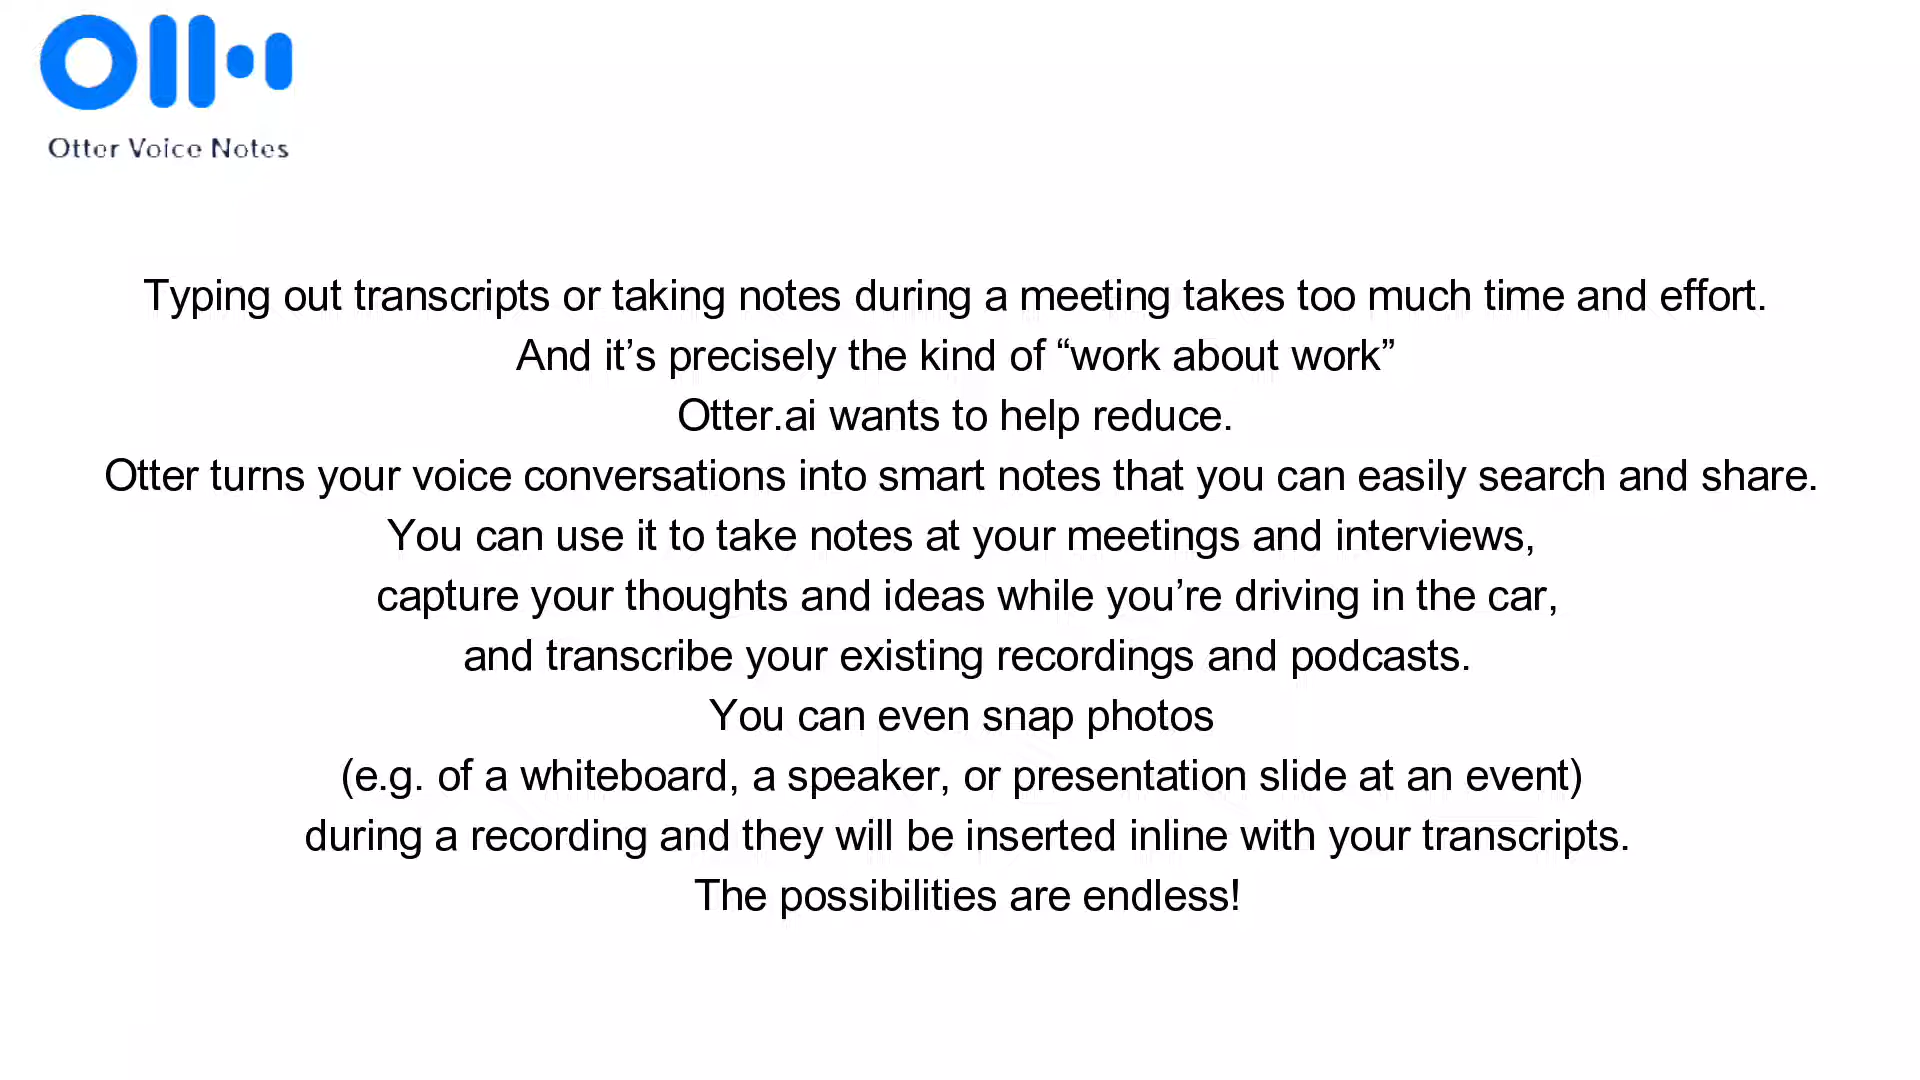 Otter Voice Notes
Typing out transcripts or taking notes during a meeting takes too much time and effort.
And it’s precisely the kind of “work about work”
Otter.ai wants to help reduce.
Otter turns your voice conversations into smart notes that you can easily search and share.
You can use it to take notes at your meetings and interviews,
capture your thoughts and ideas while you’re driving in the car,
and transcribe your existing recordings and podcasts.
You can even snap photos
(e.g. of a whiteboard, a speaker, or presentation slide at an event)
during a recording and they will be inserted inline with your transcripts.
The possibilities are endless!